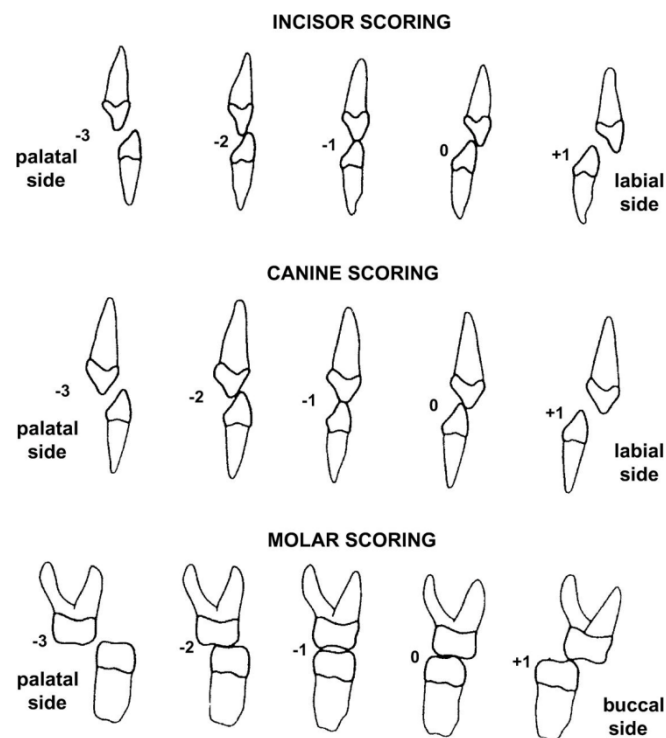 INCISOR SCORING
-3 -2 -1 0 +1
palatal side
labial side
CANINE SCORING
-3 -2 -1 0 +1
palatal side
labial side
MOLAR SCORING
-3 -2 -1 0 +1
palatal side
buccal side